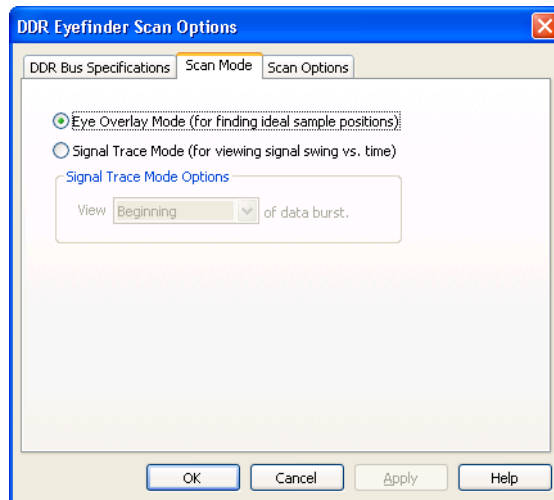 DDR Eyefinder Scan Options
DDR Bus Specifications Scan Mode Scan Options
Eye Overlay Mode (for finding ideal sample positions)
Signal Trace Mode (for viewing signal swing vs. time)
Signal Trace Mode Options
View Beginning of data burst.
OK Cancel Apply Help